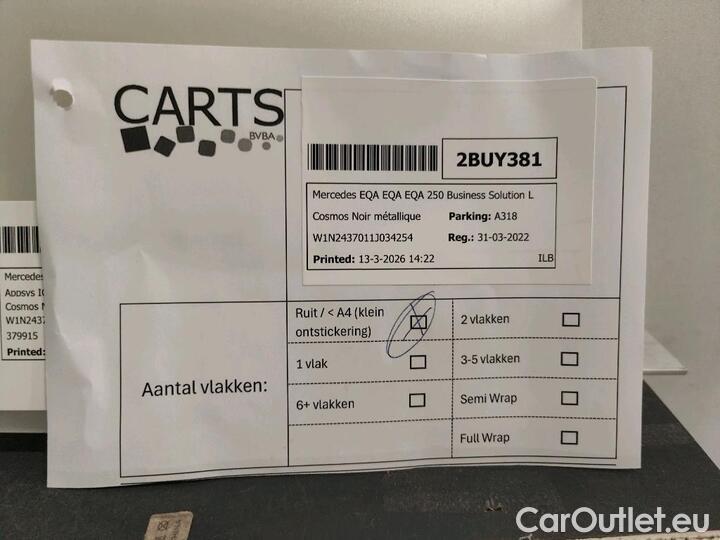 CARTS
BVBA
2BUY381
Mercedes EQA EQA EQA 250 Business Solution L
Cosmos Noir métallique Parking: A318
W1N2437011J034254 Reg.: 31-03-2022
Printed: 13-3-2026 14:22 ILB
Aantal vlakken:
Ruit / < A4 (klein
ontstickering)
2 vlakken
1 vlak
3-5 vlakken
6+ vlakken
Semi Wrap
Full Wrap
Mercedes
Appsys
Cosmos
W1N2437
379915
Printed:
CarOutlet.eu